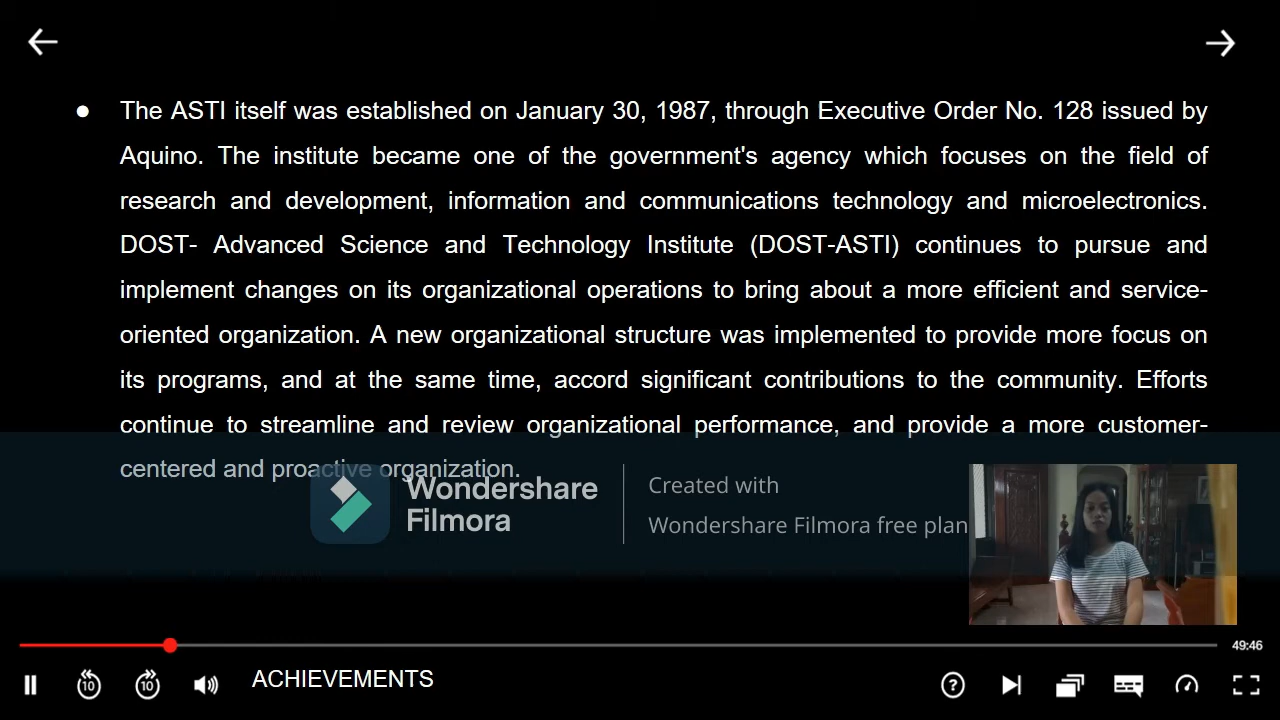 ● The ASTI itself was established on January 30, 1987, through Executive Order No. 128 issued by
Aquino. The institute became one of the government's agency which focuses on the field of
research and development, information and communications technology and microelectronics.
DOST- Advanced Science and Technology Institute (DOST-ASTI) continues to pursue and
implement changes on its organizational operations to bring about a more efficient and service-
oriented organization. A new organizational structure was implemented to provide more focus on
its programs, and at the same time, accord significant contributions to the community. Efforts
continue to streamline and review organizational performance, and provide a more customer-
centered and proactive organization.
Wondershare
Filmora
Created with
Wondershare Filmora free plan
49:46
10
10
ACHIEVEMENTS
?